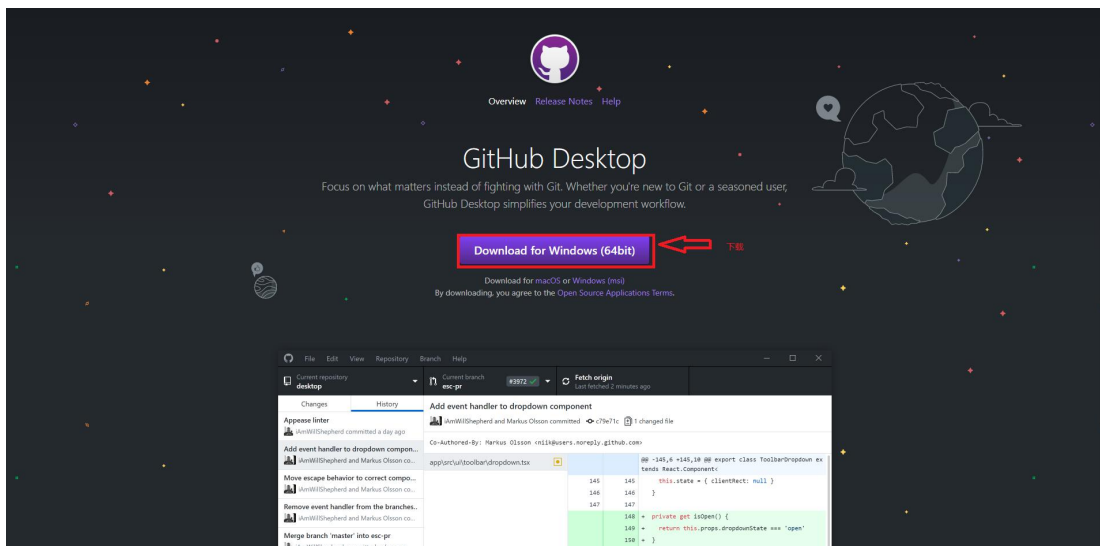 Overview Release Notes Help
GitHub Desktop
Focus on what matters instead of fighting with Git. Whether you're new to Git or a seasoned user,
GitHub Desktop simplifies your development workflow.
Download for Windows (64bit)
下载
Download for macOS or Windows (msi)
By downloading, you agree to the Open Source Applications Terms.
File Edit View Repository Branch Help
Current repository
desktop
Current branch
esc-pr
#3972
Fetch origin
Last fetched 2 minutes ago
Changes History
Appease linter
iAmWillShepherd committed a day ago
Add event handler to dropdown compon...
iAmWillShepherd and Markus Olsson co...
Move escape behavior to correct compo...
iAmWillShepherd and Markus Olsson co...
Remove event handler from the branches..
iAmWillShepherd and Markus Olsson co...
Merge branch 'master' into esc-pr
Add event handler to dropdown component
iAmWillShepherd and Markus Olsson committed c79e71c 1 changed file
Co-Authored-By: Markus Olsson <niik@users.noreply.github.com>
app\src\ui\toolbar\dropdown.tsx
@@ -145,6 +145,10 @@ export class ToolbarDropdown ex
tends React.Component<
145 145 this.state = { clientRect: null }
146 146 }
147 147
148 + private get isOpen() {
149 + return this.props.dropdownState === 'open'
150 + }